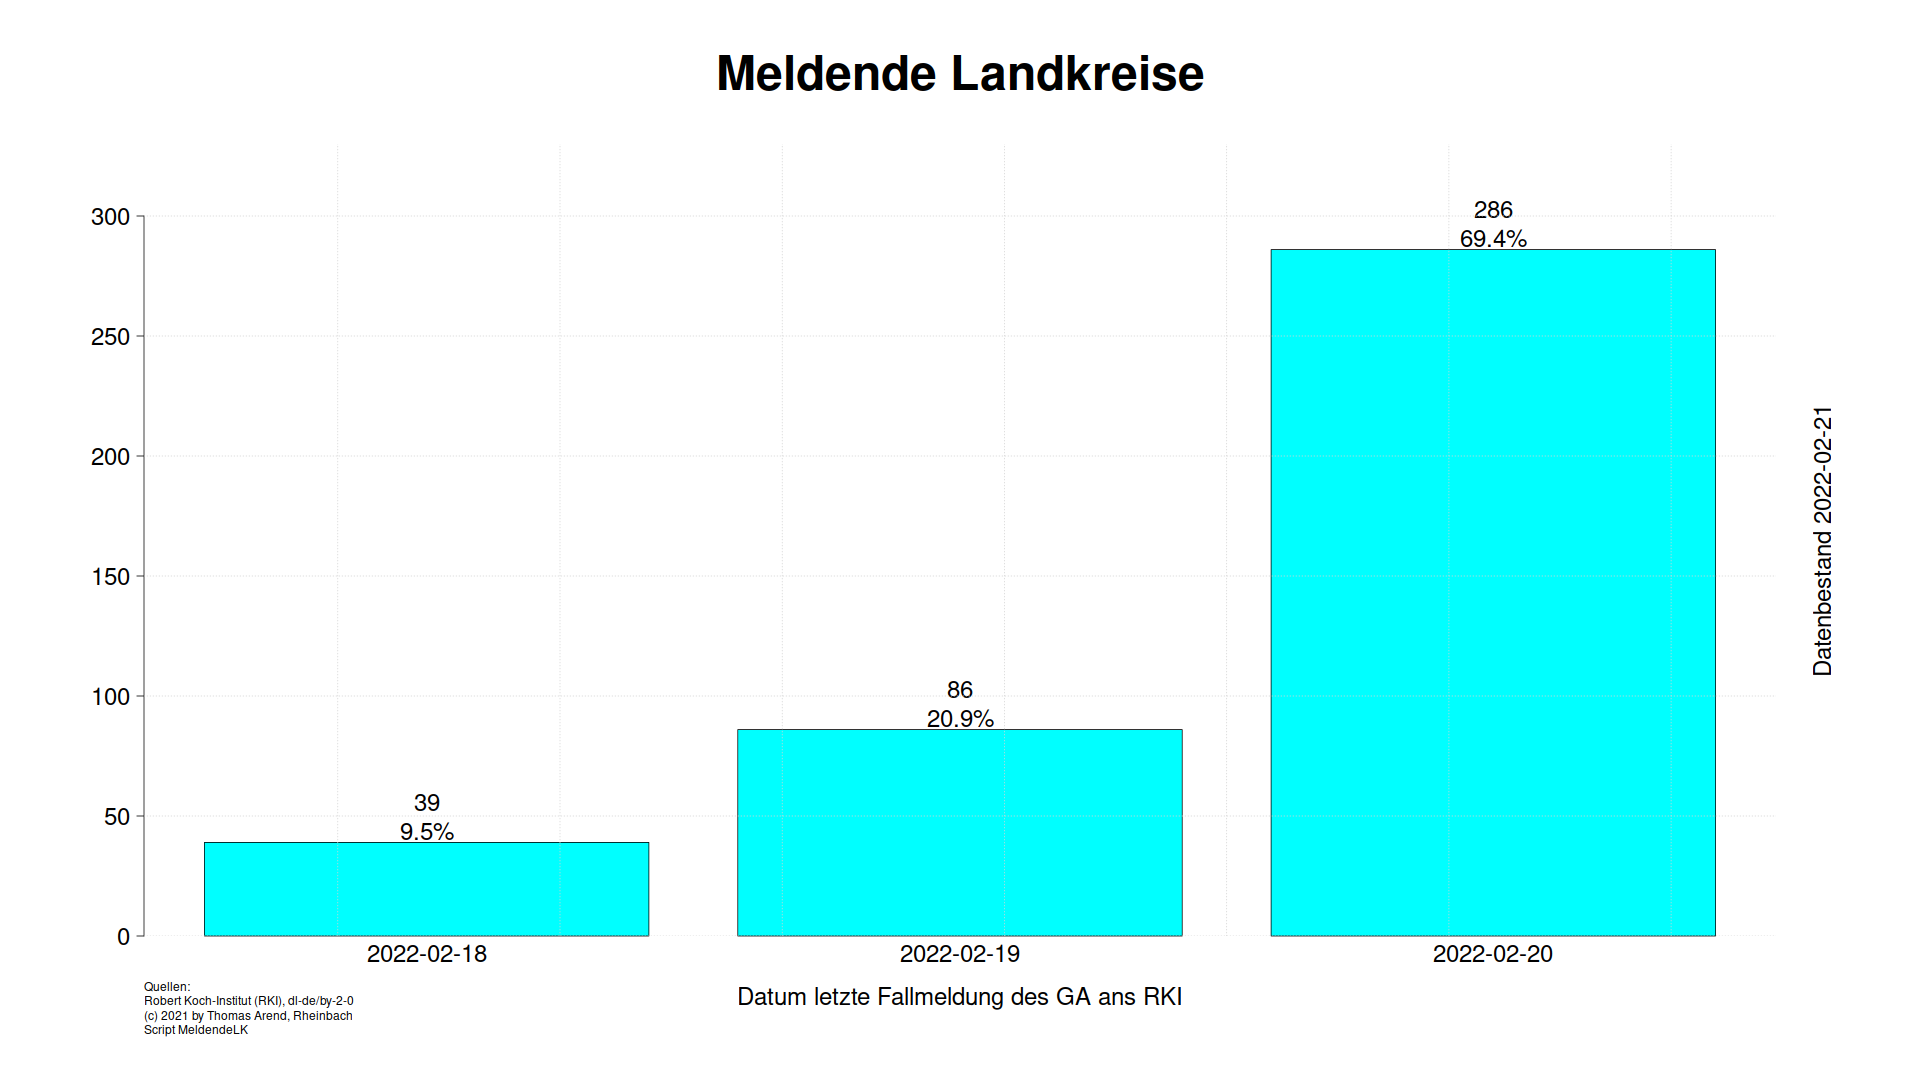 Meldende Landkreise
300
250
200
150
100
50
0
39
9.5%
86
20.9%
286
69.4%
2022-02-18
2022-02-19
2022-02-20
Datum letzte Fallmeldung des GA ans RKI
Datenbestand 2022-02-21
Quellen:
Robert Koch-Institut (RKI), dl-de/by-2-0
(c) 2021 by Thomas Arend, Rheinbach
Script MeldendeLK